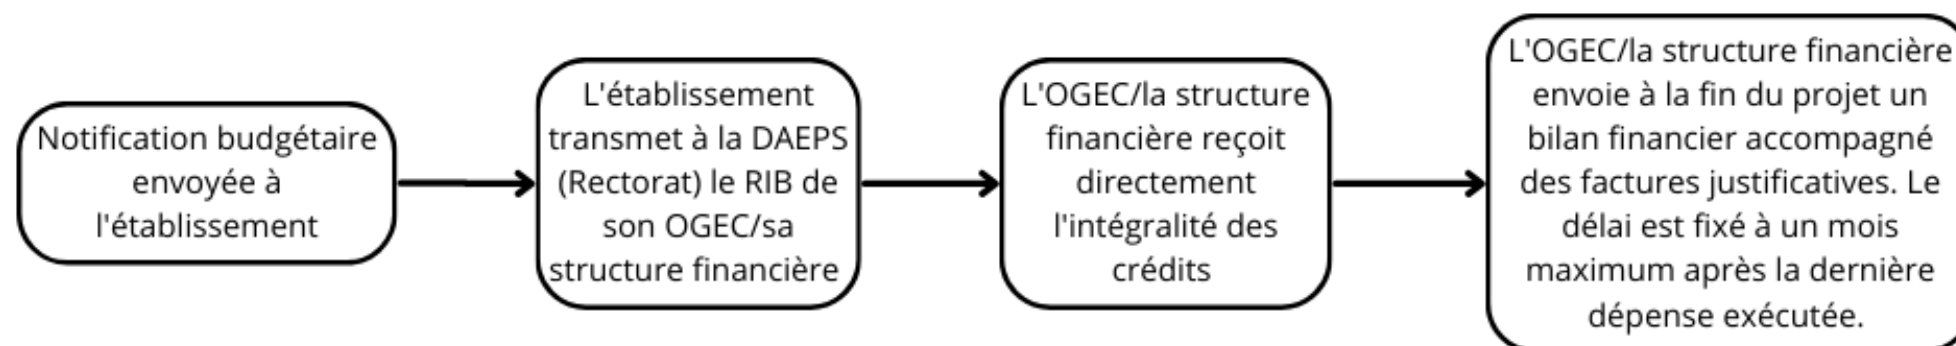 Notification budgétaire
envoyée à
l'établissement
L'établissement
transmet à la DAEPS
(Rectorat) le RIB de
son OGEC/sa
structure financière
L'OGEC/la structure
financière reçoit
directement
l'intégralité des
crédits
L'OGEC/la structure financière
envoie à la fin du projet un
bilan financier accompagné
des factures justificatives. Le
délai est fixé à un mois
maximum après la dernière
dépense exécutée.